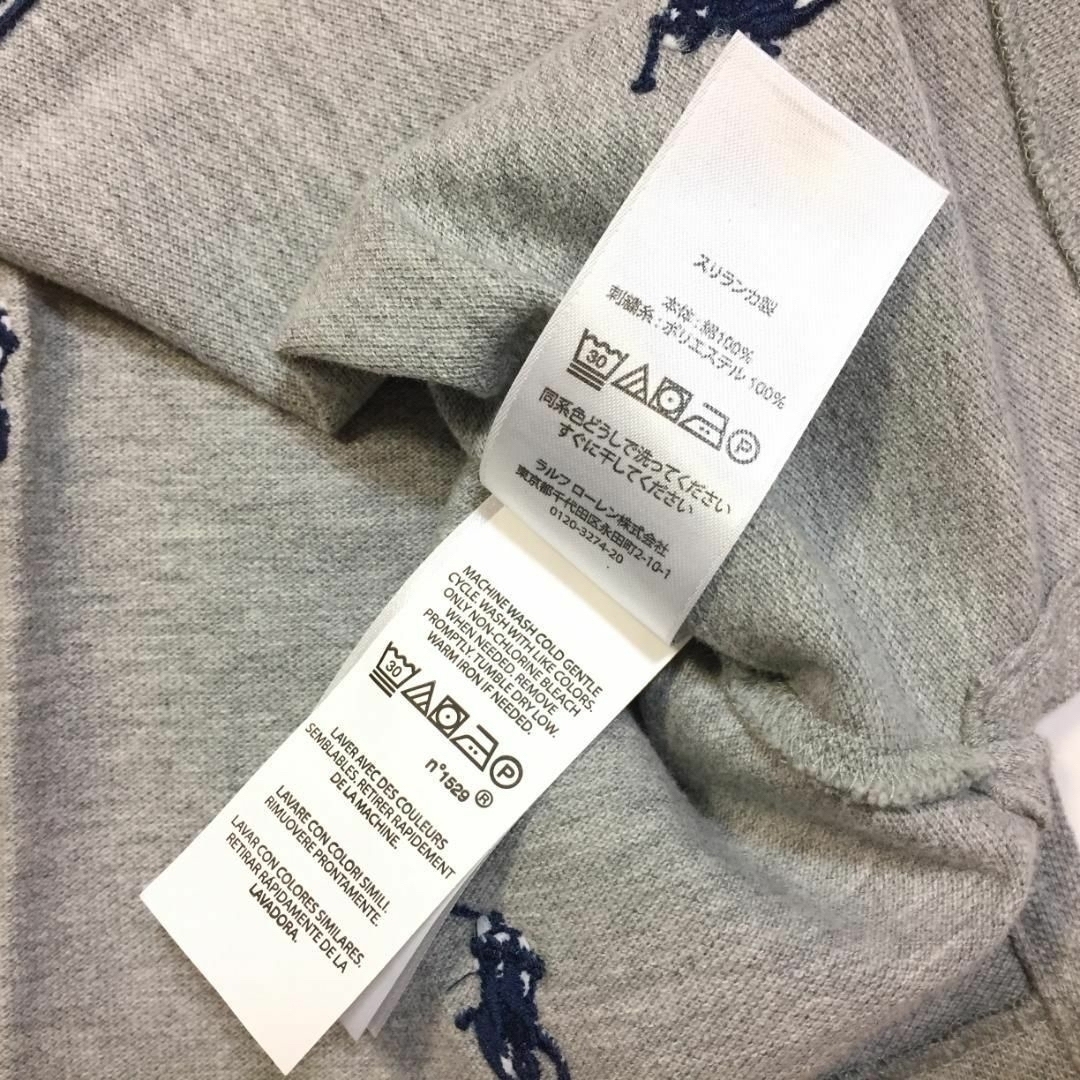 スリランカ製
本体:綿100%
刺繍糸:ポリエステル 100%
30
P
同系色どうしで洗ってください
すぐに干してください
ラルフ ローレン株式会社
東京都千代田区永田町2-10-1
0120-3274-20
MACHINE WASH COLD GENTLE
CYCLE. WASH WITH LIKE COLORS.
ONLY NON-CHLORINE BLEACH
WHEN NEEDED. REMOVE
PROMPTLY. TUMBLE DRY LOW.
WARM IRON IF NEEDED.
30
P
n°1529 ®
LAVER AVEC DES COULEURS
SEMBLABLES, RETIRER RAPIDEMENT
DE LA MACHINE.
LAVARE CON COLORI SIMILI.
RIMUOVERE PRONTAMENTE.
LAVAR CON COLORES SIMILARES.
RETIRAR RÁPIDAMENTE DE LA
LAVADORA.